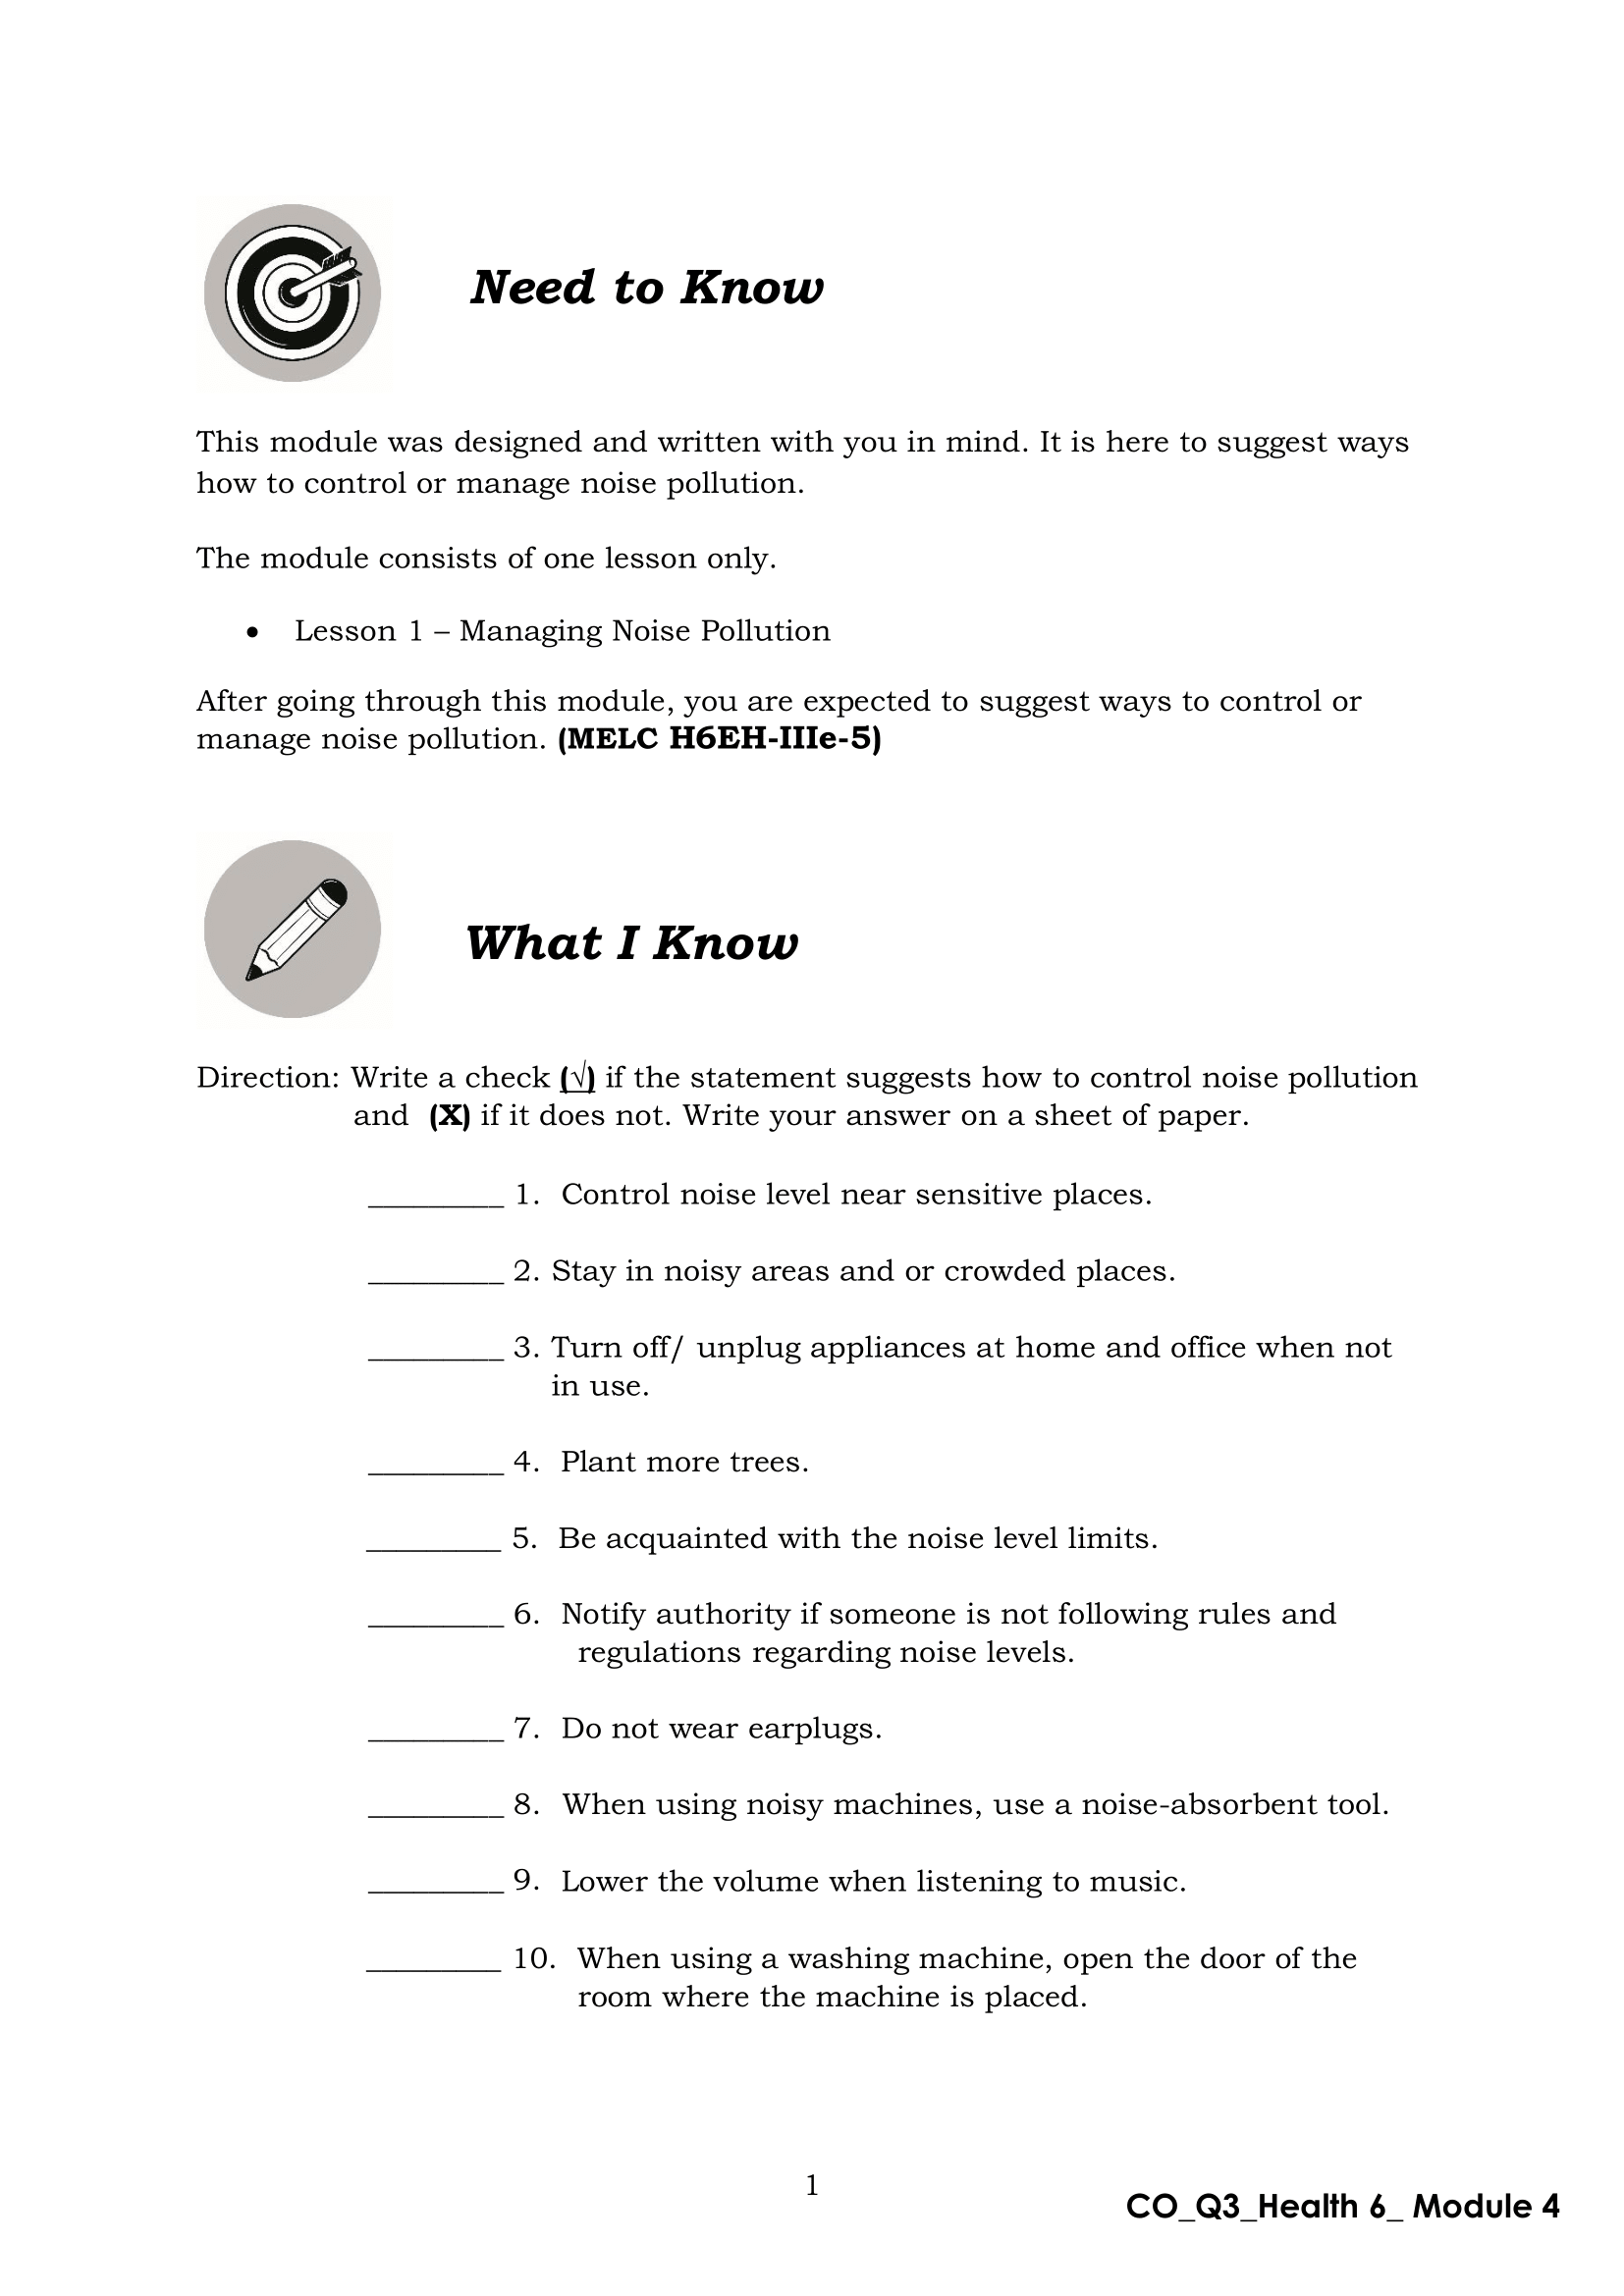 Need to Know
This module was designed and written with you in mind. It is here to suggest ways
how to control or manage noise pollution.
The module consists of one lesson only.
• Lesson 1 – Managing Noise Pollution
After going through this module, you are expected to suggest ways to control or
manage noise pollution. (MELC H6EH-IIIe-5)
What I Know
Direction: Write a check (√) if the statement suggests how to control noise pollution
and (X) if it does not. Write your answer on a sheet of paper.
_________ 1. Control noise level near sensitive places.
_________ 2. Stay in noisy areas and or crowded places.
_________ 3. Turn off/ unplug appliances at home and office when not
in use.
_________ 4. Plant more trees.
_________ 5. Be acquainted with the noise level limits.
_________ 6. Notify authority if someone is not following rules and
regulations regarding noise levels.
_________ 7. Do not wear earplugs.
_________ 8. When using noisy machines, use a noise-absorbent tool.
_________ 9. Lower the volume when listening to music.
_________ 10. When using a washing machine, open the door of the
room where the machine is placed.
1
CO_Q3_Health 6_ Module 4